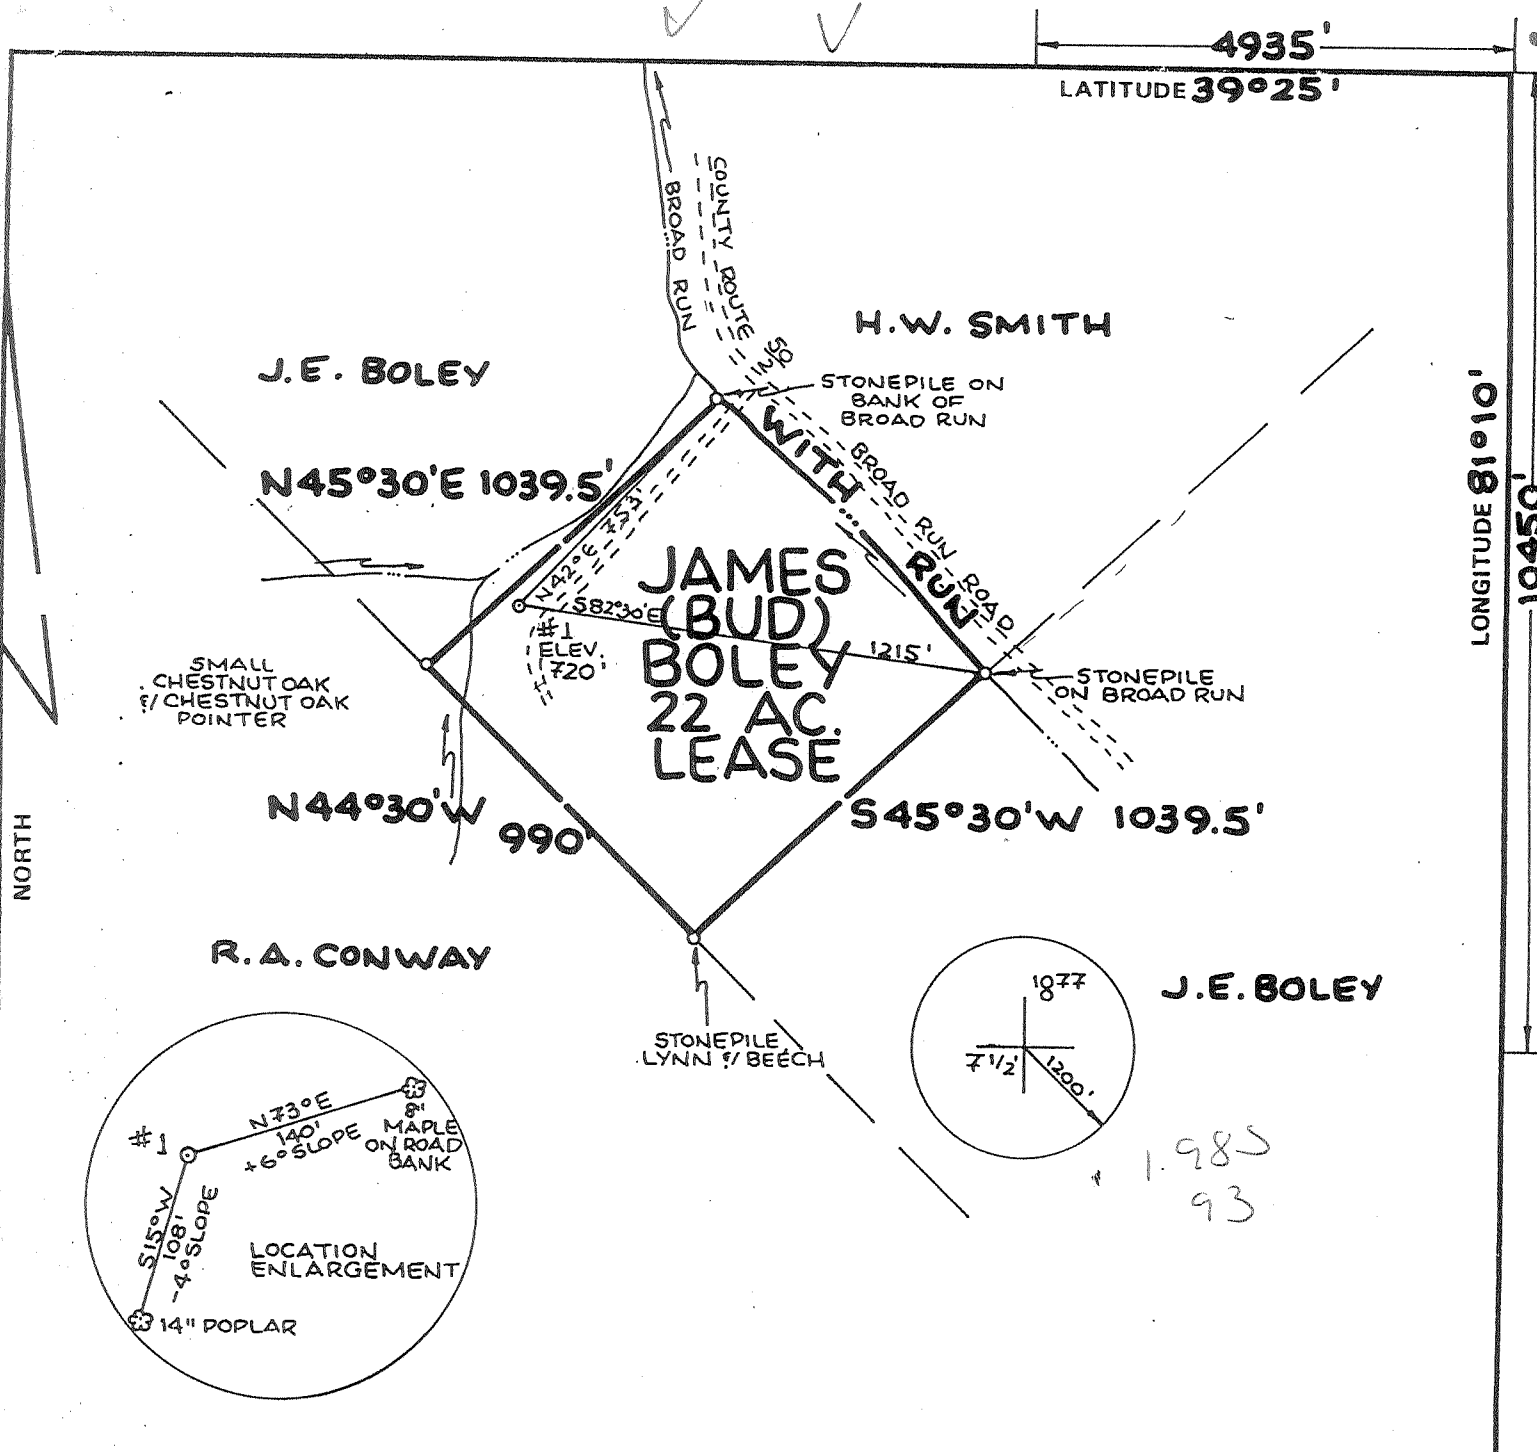 4935'
LATITUDE 39°25'
BROAD RUN
COUNTY ROUTE 50/2
H.W. SMITH
J.E. BOLEY
STONEPILE ON
BANK OF
BROAD RUN
LONGITUDE 81°10'
10450'
N45°30'E 1039.5'
WITH RUN
BROAD RUN ROAD
N42°E 753'
S82°30'E 1215'
#1
ELEV.
720'
JAMES
(BUD)
BOLEY
22 AC.
LEASE
SMALL
CHESTNUT OAK
W/ CHESTNUT OAK
POINTER
STONEPILE
ON BROAD RUN
N44°30'W 990'
S45°30'W 1039.5'
NORTH
R.A. CONWAY
J.E. BOLEY
STONEPILE
LYNN W/ BEECH
1877
7 1/2'
1200'
1.985
93
#1
N73°E
140'
+6° SLOPE
8"
MAPLE
ON ROAD
BANK
S15°W
108'
-4° SLOPE
LOCATION
ENLARGEMENT
14" POPLAR